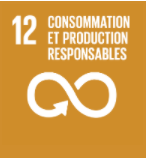 12 CONSOMMATION
ET PRODUCTION
RESPONSABLES